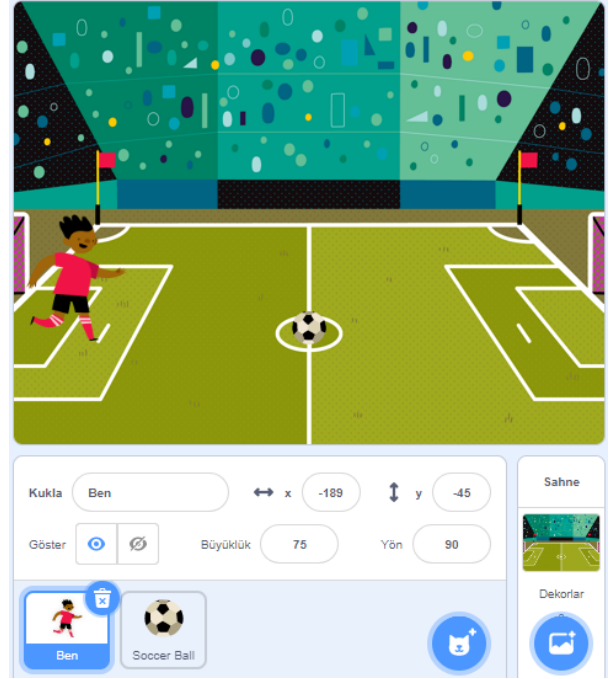 Kukla Ben x -189 y -45 Sahne
Göster Büyüklük 75 Yön 90
Dekorlar
Ben Soccer Ball